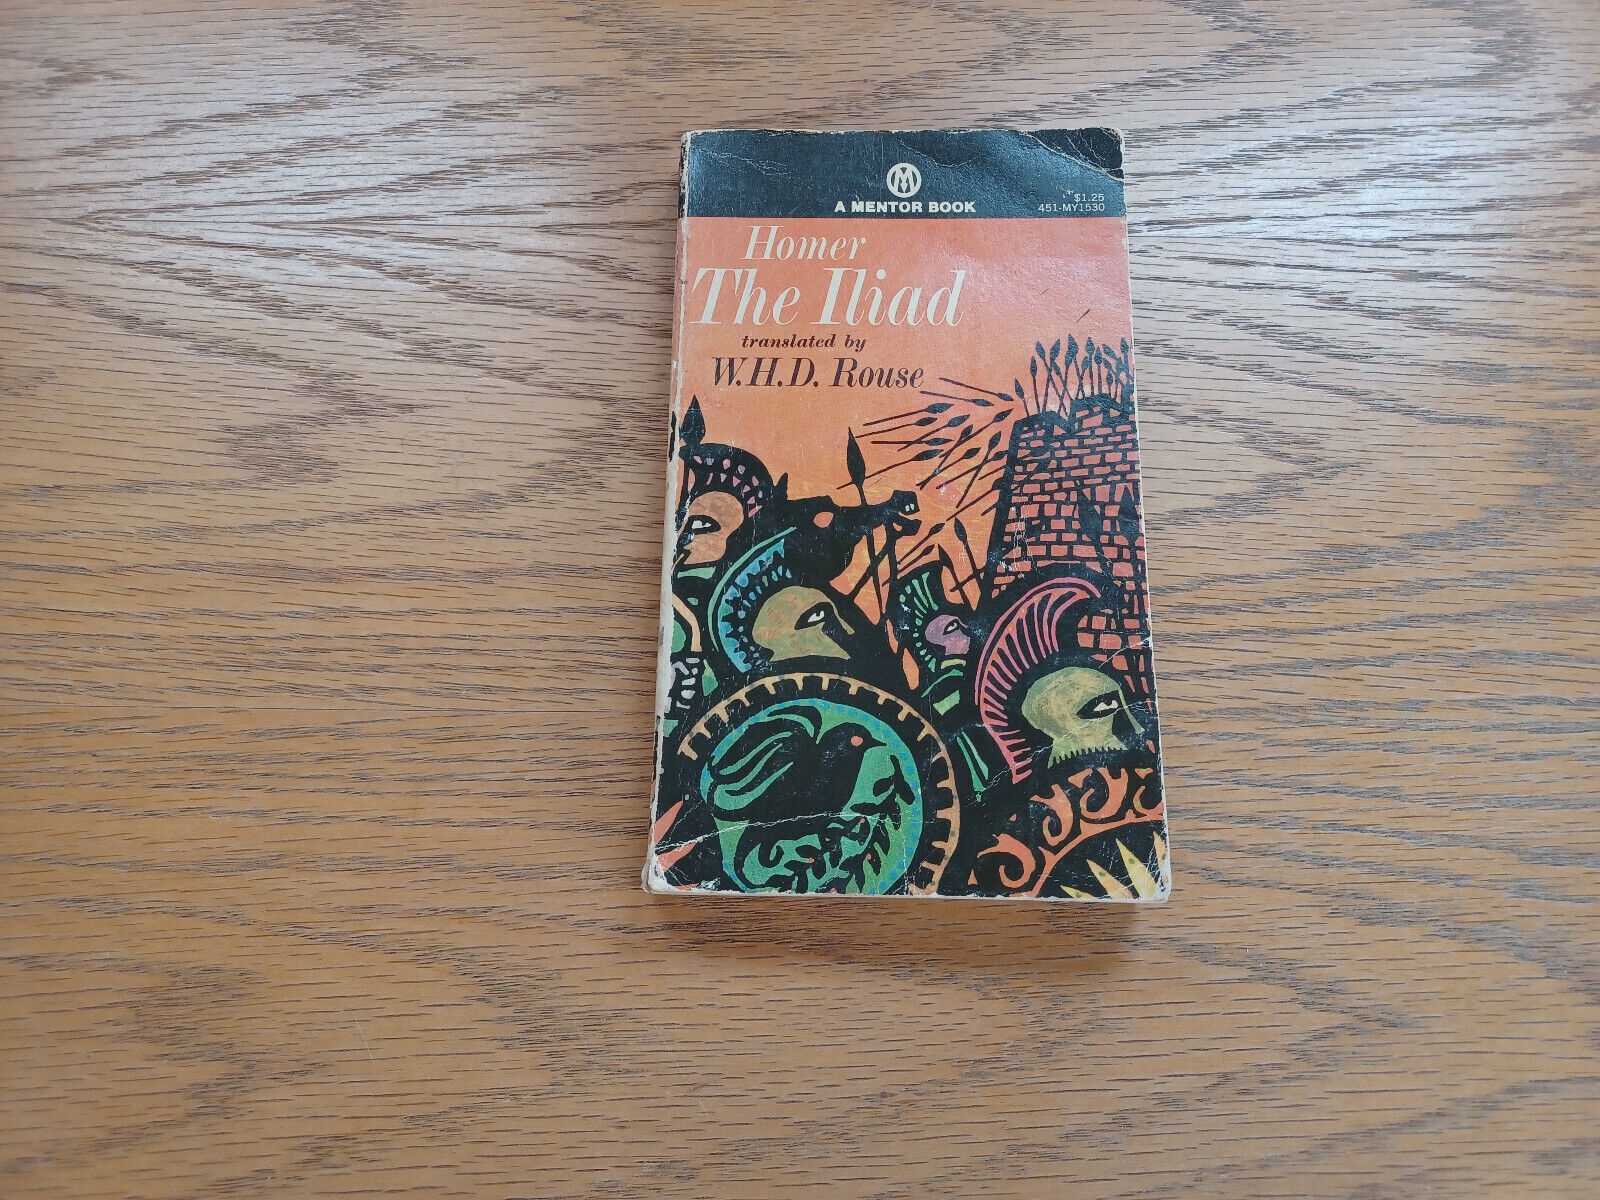 M
A MENTOR BOOK
$1.25
451-MY1530
Homer
The Iliad
translated by
W.H.D. Rouse